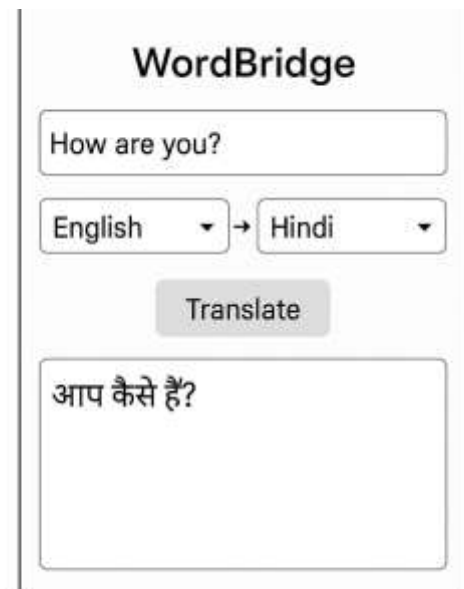 WordBridge
How are you?
English → Hindi
Translate
आप कैसे हैं?